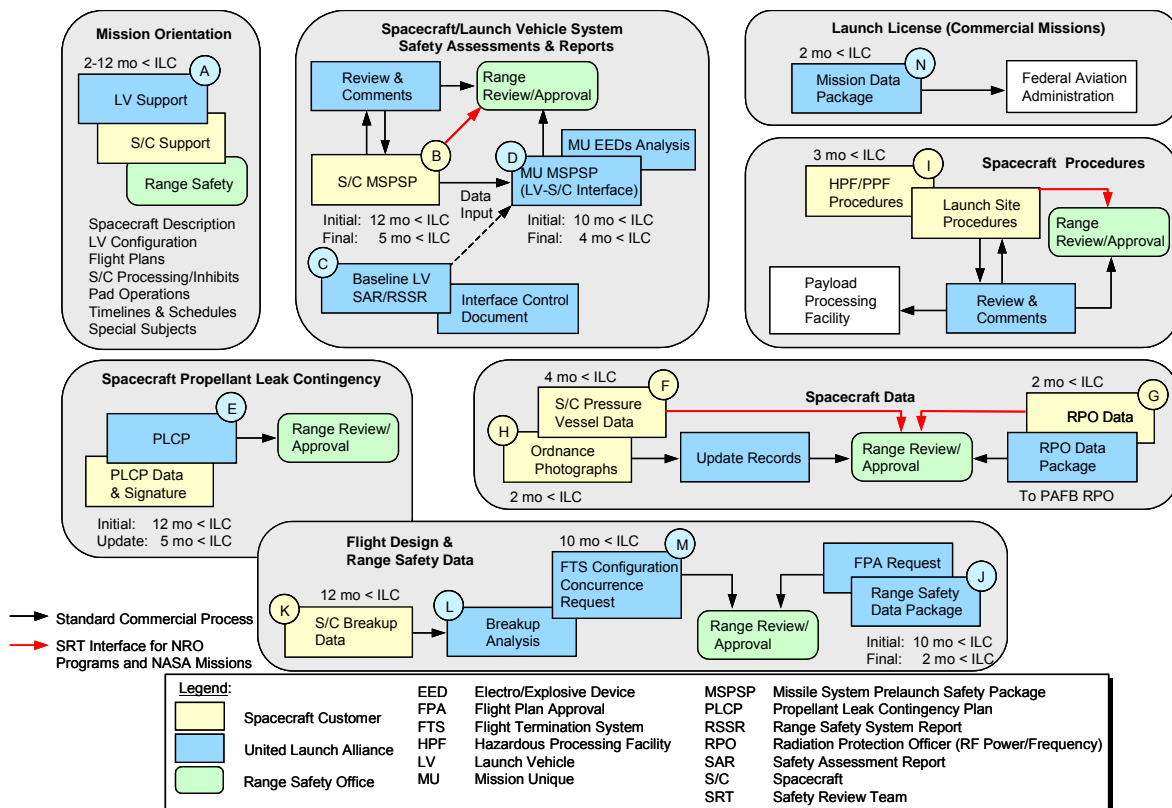 Mission Orientation
2-12 mo < ILC
A
LV Support
S/C Support
Range Safety
Spacecraft Description
LV Configuration
Flight Plans
S/C Processing/Inhibits
Pad Operations
Timelines & Schedules
Special Subjects
Spacecraft/Launch Vehicle System
Safety Assessments & Reports
Review &
Comments
Range
Review/Approval
B
S/C MSPSP
Data
Input
D
MU EEDs Analysis
MU MSPSP
(LV-S/C Interface)
Initial: 12 mo < ILC
Final: 5 mo < ILC
Initial: 10 mo < ILC
Final: 4 mo < ILC
C
Baseline LV
SAR/RSSR
Interface Control
Document
Launch License (Commercial Missions)
2 mo < ILC
N
Mission Data
Package
Federal Aviation
Administration
3 mo < ILC
I
Spacecraft Procedures
HPF/PPF
Procedures
Launch Site
Procedures
Range
Review/Approval
Payload
Processing
Facility
Review &
Comments
Spacecraft Propellant Leak Contingency
E
PLCP
Range Review/
Approval
PLCP Data
& Signature
Initial: 12 mo < ILC
Update: 5 mo < ILC
4 mo < ILC
F
Spacecraft Data
2 mo < ILC
G
S/C Pressure
Vessel Data
H
Ordnance
Photographs
Update Records
Range Review/
Approval
RPO Data
RPO Data
Package
2 mo < ILC
To PAFB RPO
Flight Design &
Range Safety Data
10 mo < ILC
M
FTS Configuration
Concurrence
Request
12 mo < ILC
K
S/C Breakup
Data
L
Breakup
Analysis
Range Review/
Approval
FPA Request
J
Range Safety
Data Package
Initial: 10 mo < ILC
Final: 2 mo < ILC
Standard Commercial Process
SRT Interface for NRO
Programs and NASA Missions
Legend:
Spacecraft Customer
United Launch Alliance
Range Safety Office
EED Electro/Explosive Device
FPA Flight Plan Approval
FTS Flight Termination System
HPF Hazardous Processing Facility
LV Launch Vehicle
MU Mission Unique
MSPSP Missile System Prelaunch Safety Package
PLCP Propellant Leak Contingency Plan
RSSR Range Safety System Report
RPO Radiation Protection Officer (RF Power/Frequency)
SAR Safety Assessment Report
S/C Spacecraft
SRT Safety Review Team